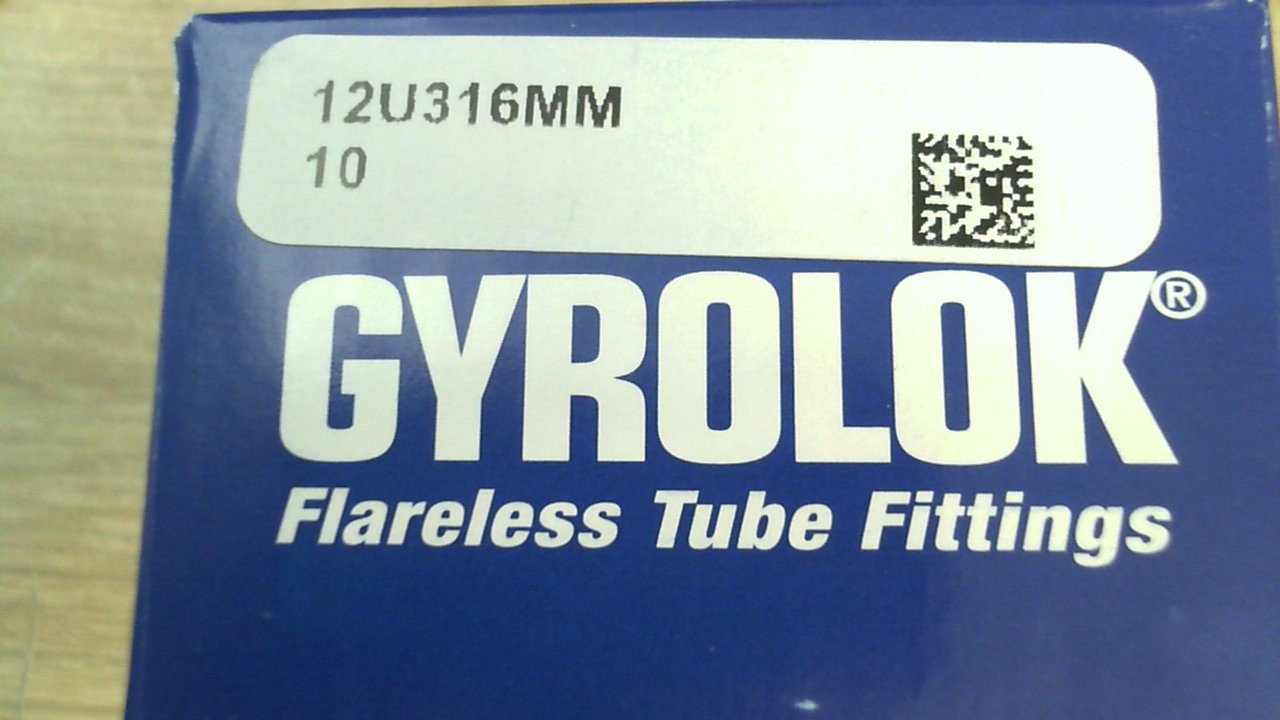 12U316MM
10
GYROLOK®
Flareless Tube Fittings